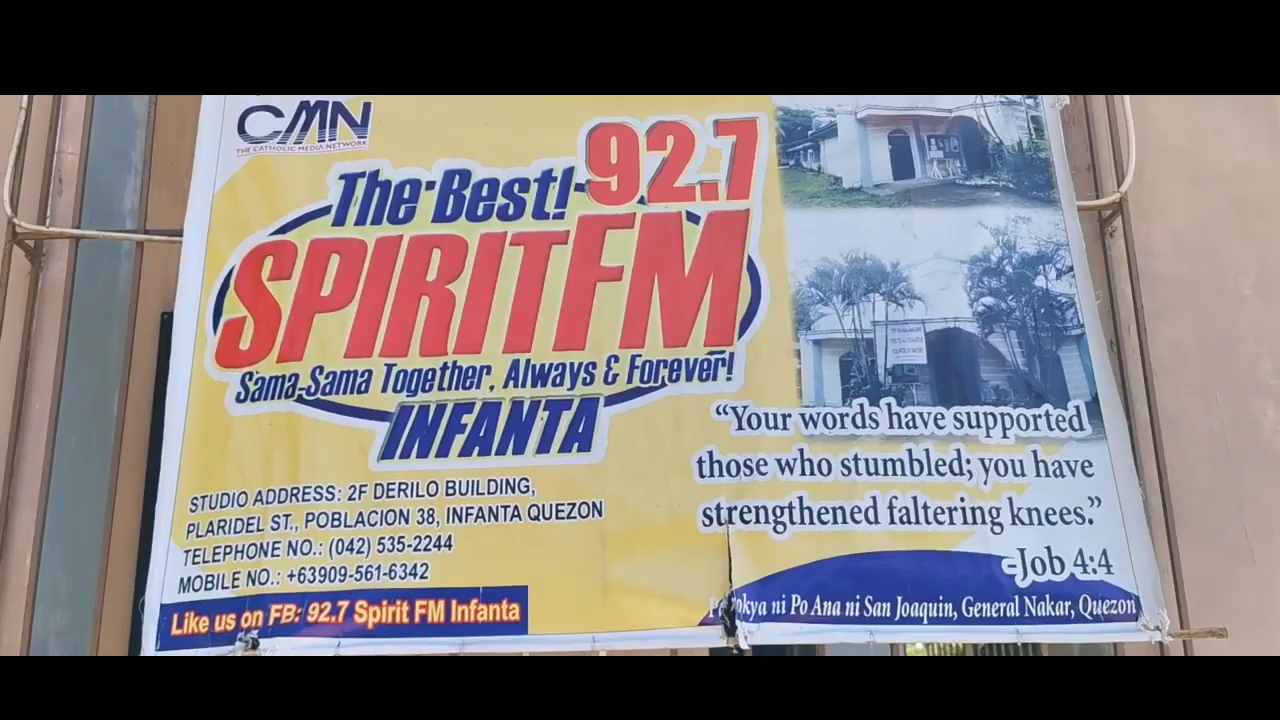 CMN
THE CATHOLIC MEDIA NETWORK
The Best! 92.7
SPIRITFM
Sama-Sama Together, Always & Forever!
INFANTA
STUDIO ADDRESS: 2F DERILO BUILDING,
PLARIDEL ST., POBLACION 38, INFANTA QUEZON
TELEPHONE NO.: (042) 535-2244
MOBILE NO.: +63909-561-6342
Like us on FB: 92.7 Spirit FM Infanta
“Your words have supported
those who stumbled; you have
strengthened faltering knees.”
-Job 4:4
ni Po Ana ni San Joaquin, General Nakar, Quezon